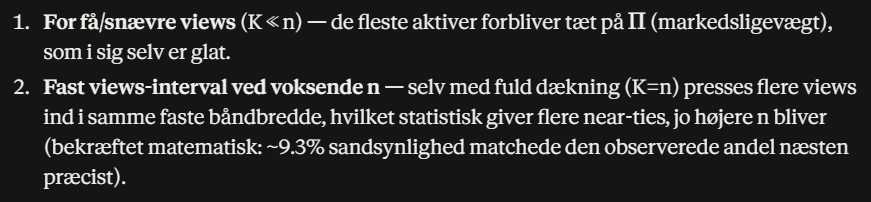 1. For få/snævre views (K ≪ n) — de fleste aktiver forbliver tæt på Π (markedsligevægt),
som i sig selv er glat.
2. Fast views-interval ved voksende n — selv med fuld dækning (K=n) presses flere views
ind i samme faste båndbredde, hvilket statistisk giver flere near-ties, jo højere n bliver
(bekræftet matematisk: ~9.3% sandsynlighed matchede den observerede andel næsten
præcist).